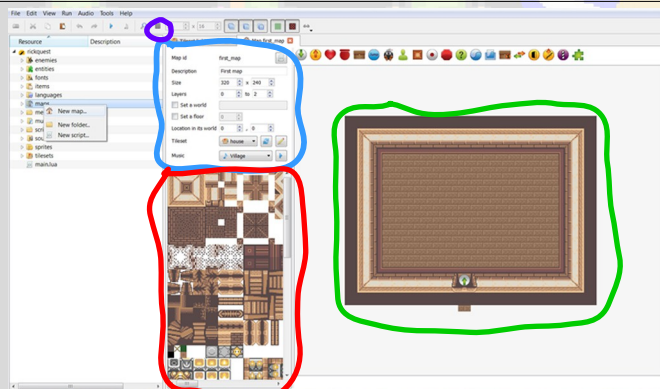 File Edit View Run Audio Tools Help
Resource Description
rickquest
enemies
entities
fonts
items
languages
maps
New map...
New folder...
New script...
sprites
tilesets
main.lua
Map first_map
Map id first_map
Description First map
Size 320 x 240
Layers 0 to 2
Set a world
Set a floor 0
Location in its world 0 , 0
Tileset house
Music Village